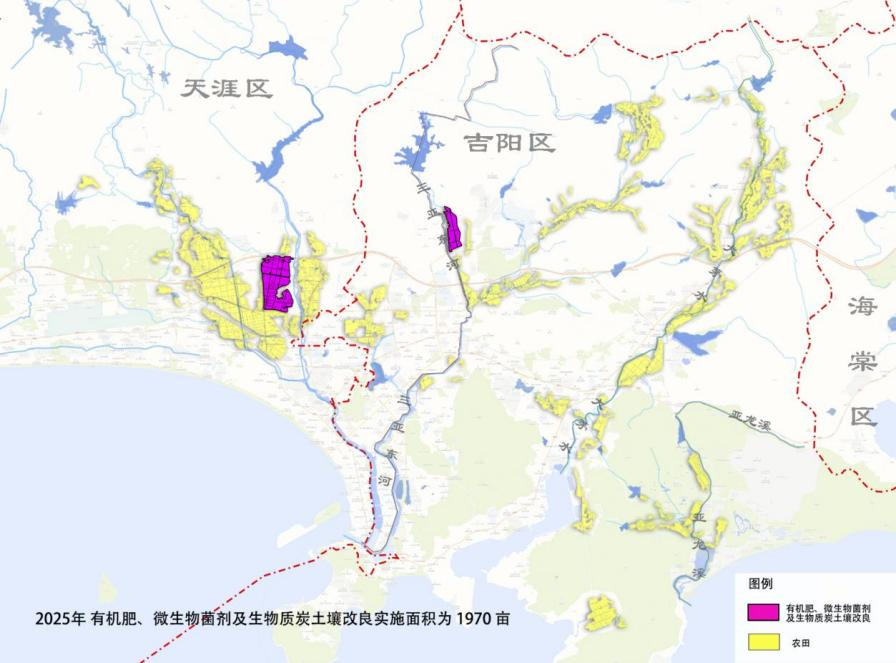 天涯区
吉阳区
三亚东河
大茅水
海棠区
亚龙溪
三亚东河
大茅水
亚龙溪
2025年 有机肥、微生物菌剂及生物质炭土壤改良实施面积为 1970 亩
图例
有机肥、微生物菌剂
及生物质炭土壤改良
农田